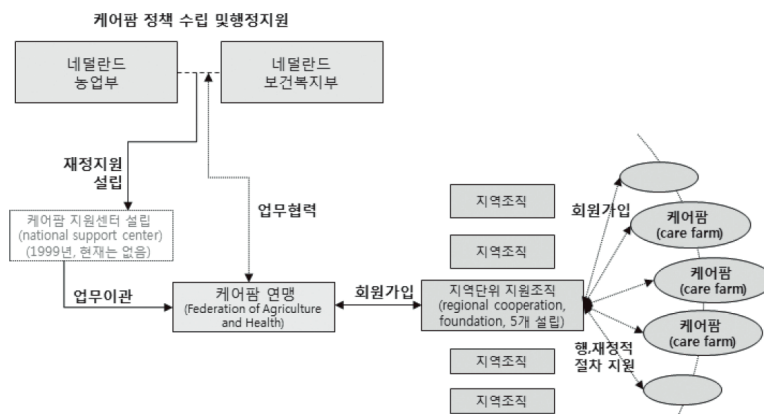 케어팜 정책 수립 및행정지원
네덜란드
농업부
네덜란드
보건복지부
재정지원
설립
케어팜 지원센터 설립
(national support center)
(1999년, 현재는 없음)
업무협력
업무이관
케어팜 연맹
(Federation of Agriculture
and Health)
회원가입
지역조직
지역조직
지역단위 지원조직
(regional cooperation,
foundation, 5개 설립)
지역조직
지역조직
회원가입
케어팜
(care farm)
케어팜
(care farm)
케어팜
(care farm)
행,재정적
절차 지원